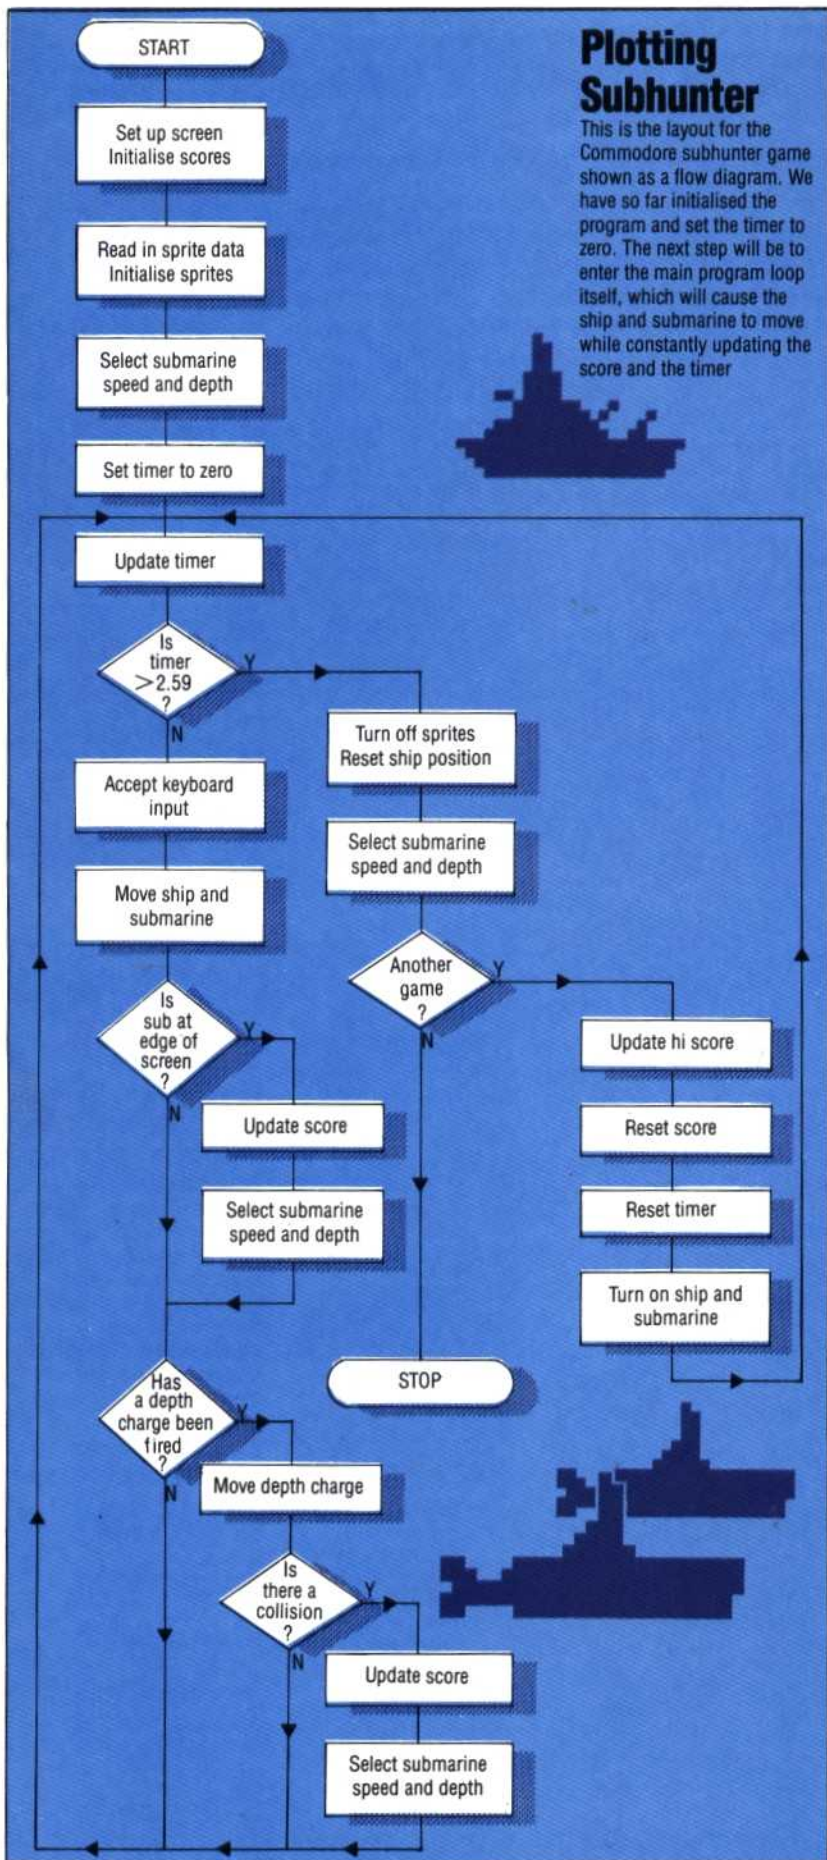 START
Plotting
Subhunter
This is the layout for the
Commodore subhunter game
shown as a flow diagram. We
have so far initialised the
program and set the timer to
zero. The next step will be to
enter the main program loop
itself, which will cause the
ship and submarine to move
while constantly updating the
score and the timer
Set up screen
Initialise scores
Read in sprite data
Initialise sprites
Select submarine
speed and depth
Set timer to zero
Update timer
Is
timer
>2.59
?
Y
N
Turn off sprites
Reset ship position
Accept keyboard
input
Select submarine
speed and depth
Move ship and
submarine
Another
game
?
Y
N
Is
sub at
edge of
screen
?
Y
N
Update hi score
Update score
Reset score
Select submarine
speed and depth
Reset timer
Turn on ship and
submarine
STOP
Has
a depth
charge been
fired
?
Y
N
Move depth charge
Is
there a
collision
?
Y
N
Update score
Select submarine
speed and depth